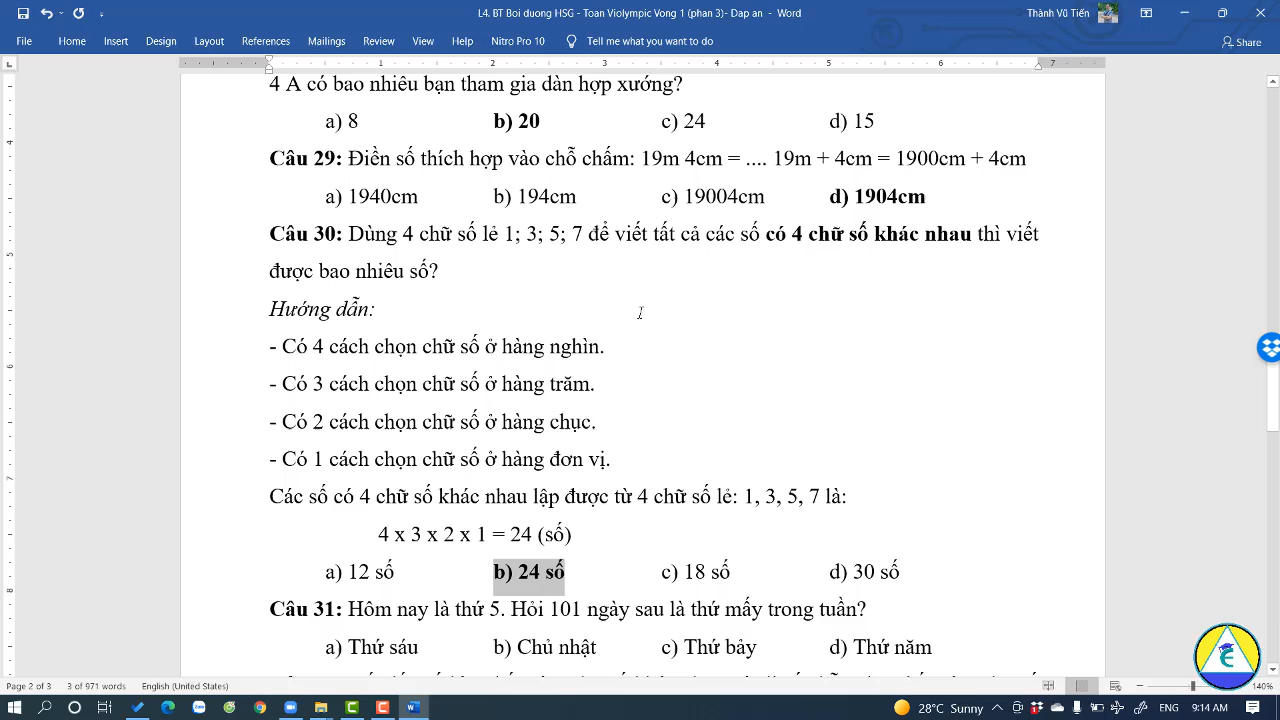 L4. BT Boi duong HSG - Toan Violympic Vong 1 (phan 3)- Dap an - Word
Thành Vũ Tiến
File Home Insert Design Layout References Mailings Review View Help Nitro Pro 10 Tell me what you want to do Share
1 2 3 4 5 6 7
4 A có bao nhiêu bạn tham gia dàn hợp xướng?
a) 8 b) 20 c) 24 d) 15
Câu 29: Điền số thích hợp vào chỗ chấm: 19m 4cm = .... 19m + 4cm = 1900cm + 4cm
a) 1940cm b) 194cm c) 19004cm d) 1904cm
Câu 30: Dùng 4 chữ số lẻ 1; 3; 5; 7 để viết tất cả các số có 4 chữ số khác nhau thì viết
được bao nhiêu số?
Hướng dẫn:
- Có 4 cách chọn chữ số ở hàng nghìn.
- Có 3 cách chọn chữ số ở hàng trăm.
- Có 2 cách chọn chữ số ở hàng chục.
- Có 1 cách chọn chữ số ở hàng đơn vị.
Các số có 4 chữ số khác nhau lập được từ 4 chữ số lẻ: 1, 3, 5, 7 là:
4 x 3 x 2 x 1 = 24 (số)
a) 12 số b) 24 số c) 18 số d) 30 số
Câu 31: Hôm nay là thứ 5. Hỏi 101 ngày sau là thứ mấy trong tuần?
a) Thứ sáu b) Chủ nhật c) Thứ bảy d) Thứ năm
Page 2 of 3 3 of 971 words English (United States) 140%
28°C Sunny ENG 9:14 AM